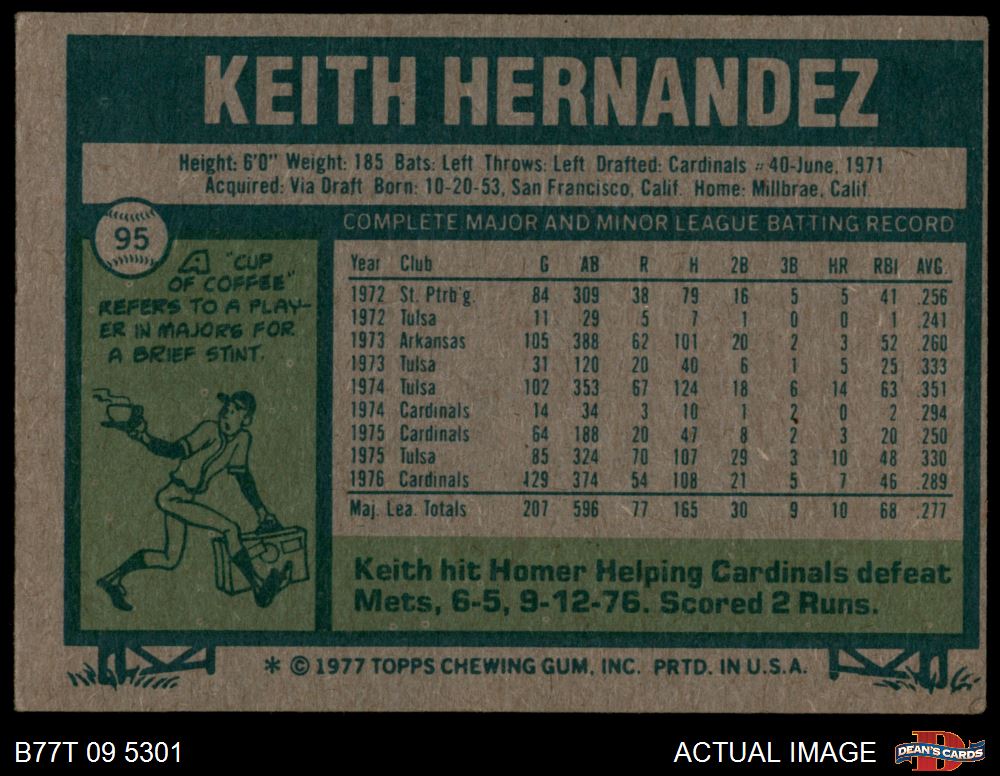 KEITH HERNANDEZ
Height: 6'0" Weight: 185 Bats: Left Throws: Left Drafted: Cardinals #40-June, 1971
Acquired: Via Draft Born: 10-20-53, San Francisco, Calif. Home: Millbrae, Calif.
95
A "CUP
OF COFFEE"
REFERS TO A PLAY-
ER IN MAJORS FOR
A BRIEF STINT.
COMPLETE MAJOR AND MINOR LEAGUE BATTING RECORD
Year Club G AB R H 2B 3B HR RBI AVG.
1972 St. Ptrb'g. 84 309 38 79 16 5 5 41 .256
1972 Tulsa 11 29 5 7 1 0 0 1 .241
1973 Arkansas 105 388 62 101 20 2 3 52 .260
1973 Tulsa 31 120 20 40 6 1 5 25 .333
1974 Tulsa 102 353 67 124 18 6 14 63 .351
1974 Cardinals 14 34 3 10 1 2 0 2 .294
1975 Cardinals 64 188 20 47 8 2 3 20 .250
1975 Tulsa 85 324 70 107 29 3 10 48 .330
1976 Cardinals 129 374 54 108 21 5 7 46 .289
Maj. Lea. Totals 207 596 77 165 30 9 10 68 .277
Keith hit Homer Helping Cardinals defeat
Mets, 6-5, 9-12-76. Scored 2 Runs.
* © 1977 TOPPS CHEWING GUM, INC. PRTD. IN U.S.A.
B77T 09 5301
ACTUAL IMAGE
D
DEAN'S CARDS